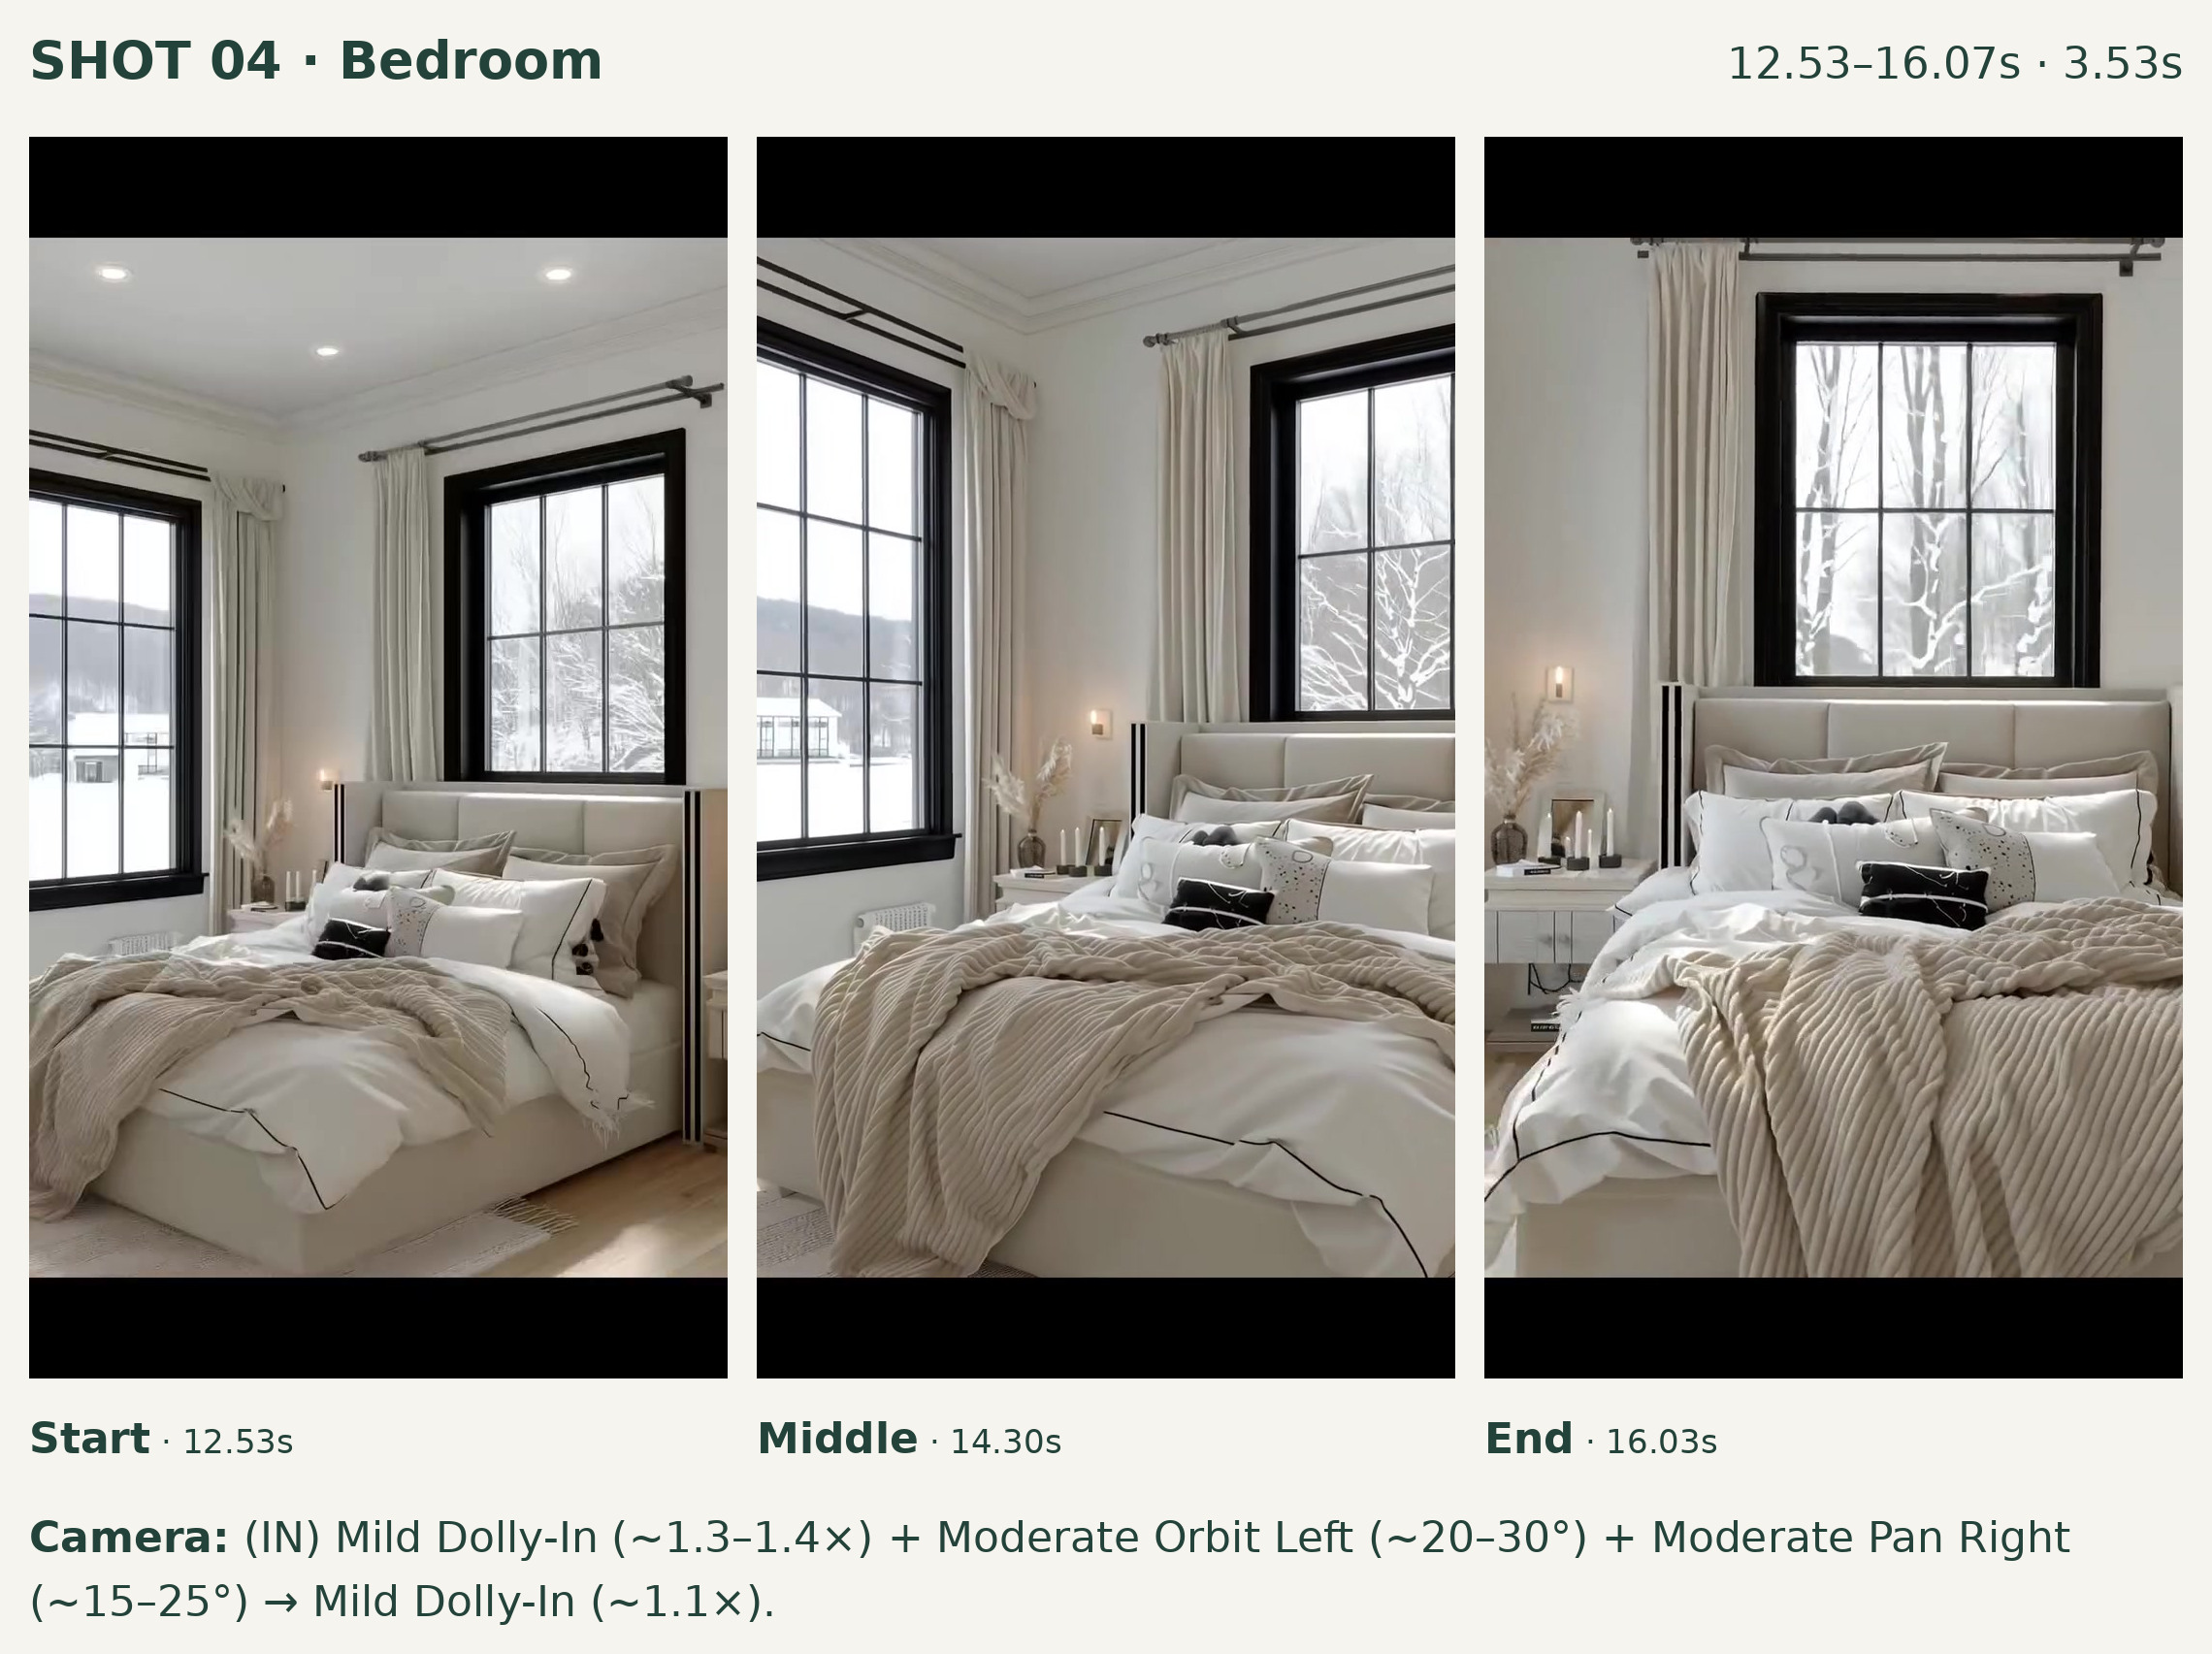 SHOT 04 · Bedroom
12.53–16.07s · 3.53s
Start · 12.53s
Middle · 14.30s
End · 16.03s
Camera: (IN) Mild Dolly-In (~1.3–1.4×) + Moderate Orbit Left (~20–30°) + Moderate Pan Right
(~15–25°) → Mild Dolly-In (~1.1×).